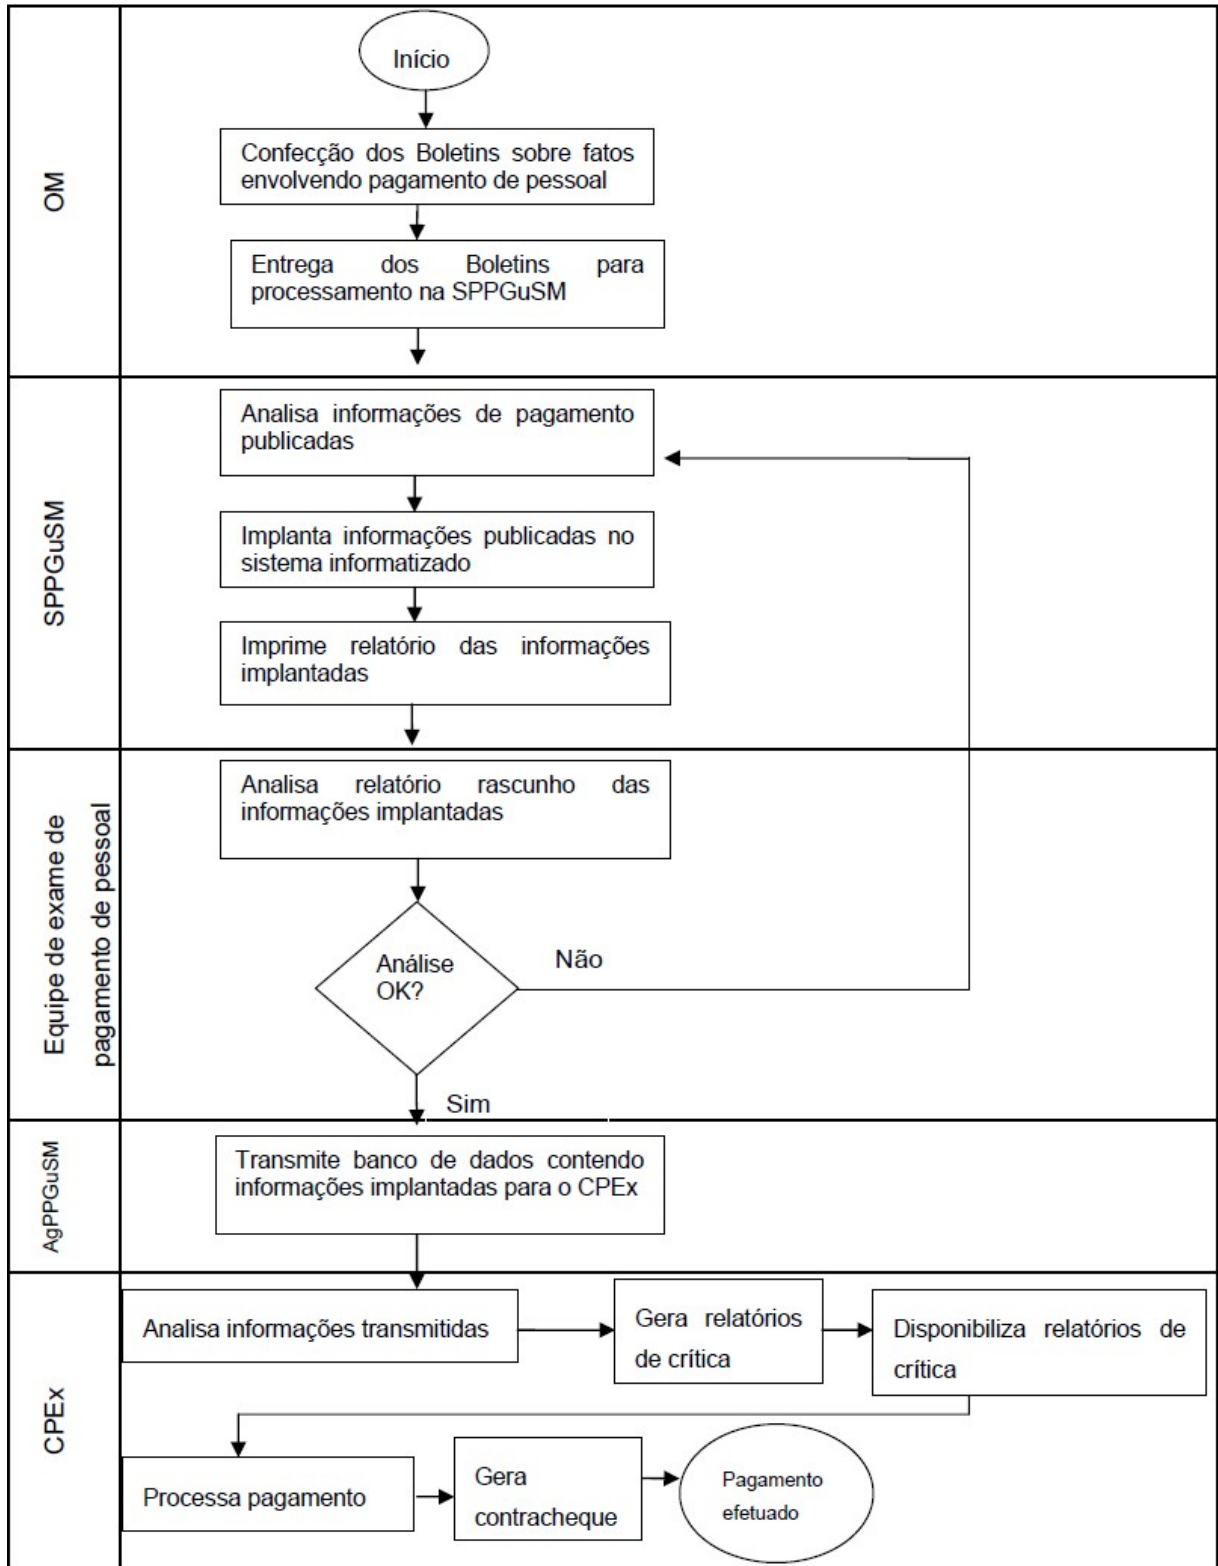 OM
Início
Confecção dos Boletins sobre fatos
envolvendo pagamento de pessoal
Entrega dos Boletins para
processamento na SPPGuSM
SPPGuSM
Analisa informações de pagamento
publicadas
Implanta informações publicadas no
sistema informatizado
Imprime relatório das informações
implantadas
Equipe de exame de
pagamento de pessoal
Analisa relatório rascunho das
informações implantadas
Análise
OK?
Não
Sim
AgPPGuSM
Transmite banco de dados contendo
informações implantadas para o CPEx
CPEx
Analisa informações transmitidas
Gera relatórios
de crítica
Disponibiliza relatórios de
crítica
Processa pagamento
Gera
contracheque
Pagamento
efetuado